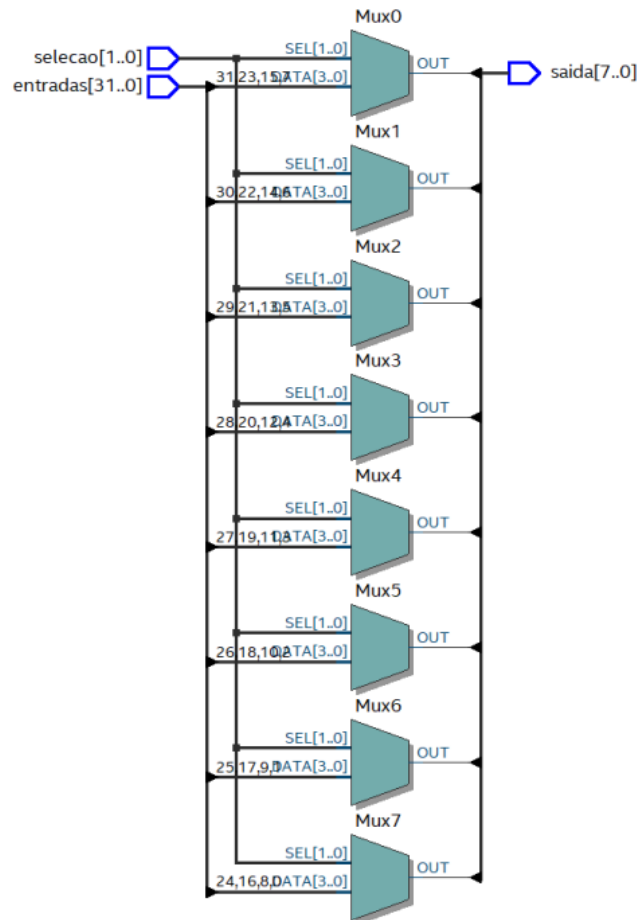 Mux0
selecao[1..0] SEL[1..0]
OUT saida[7..0]
entradas[31..0] 31,23,15,7 DATA[3..0]
Mux1
SEL[1..0]
OUT
30,22,14,6 DATA[3..0]
Mux2
SEL[1..0]
OUT
29,21,13,5 DATA[3..0]
Mux3
SEL[1..0]
OUT
28,20,12,4 DATA[3..0]
Mux4
SEL[1..0]
OUT
27,19,11,3 DATA[3..0]
Mux5
SEL[1..0]
OUT
26,18,10,2 DATA[3..0]
Mux6
SEL[1..0]
OUT
25,17,9,1 DATA[3..0]
Mux7
SEL[1..0]
OUT
24,16,8,0 DATA[3..0]